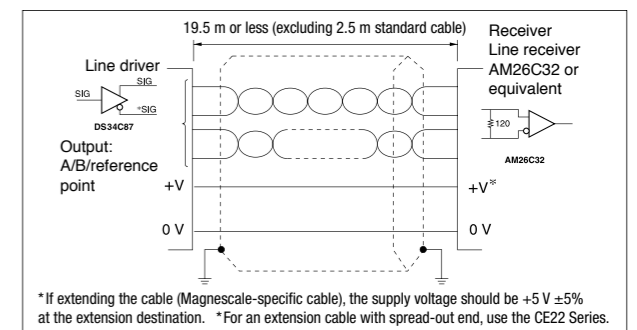 19.5 m or less (excluding 2.5 m standard cable)
Receiver
Line receiver
AM26C32 or
equivalent
Line driver
SIG
SIG
*SIG
DS34C87
Output:
A/B/reference
point
120
AM26C32
+V
+V*
0 V
0 V
*If extending the cable (Magnescale-specific cable), the supply voltage should be +5 V ±5%
at the extension destination. *For an extension cable with spread-out end, use the CE22 Series.